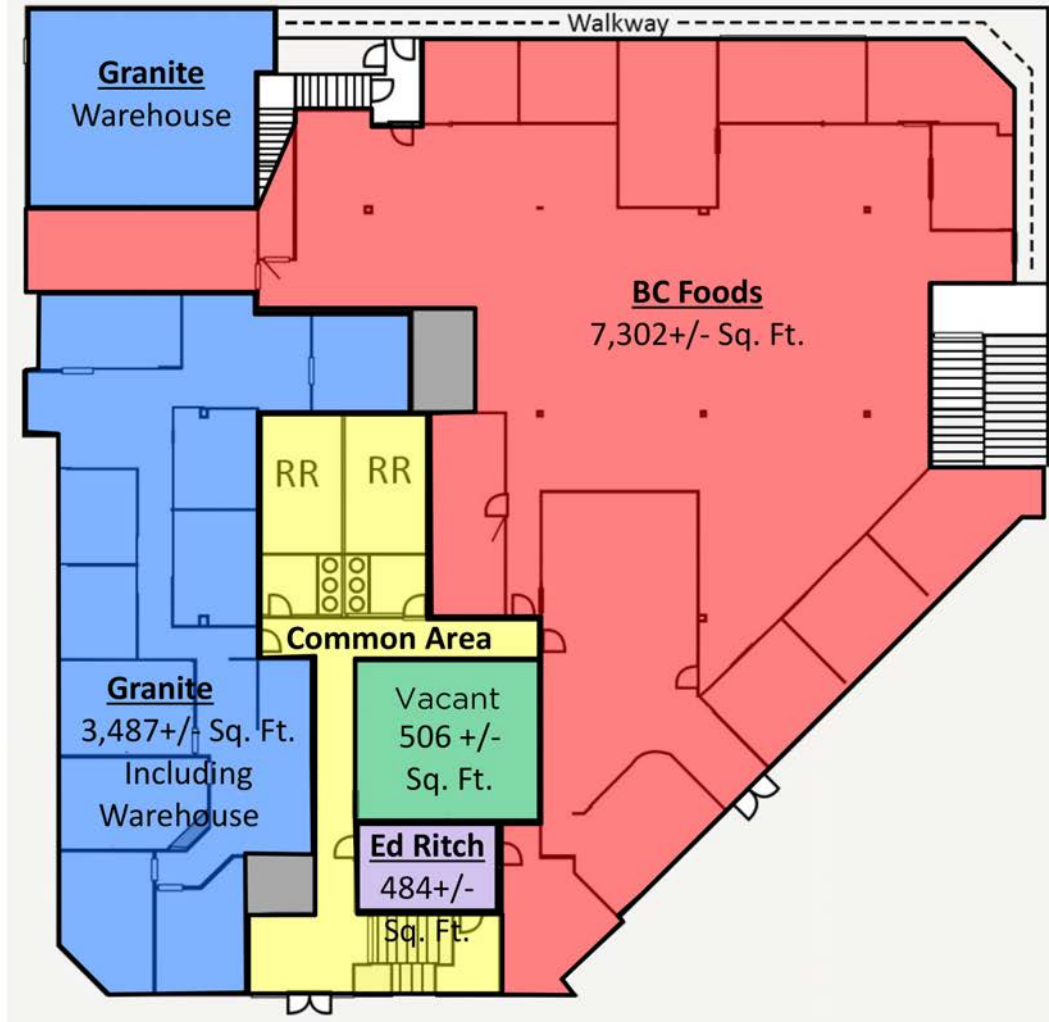 Walkway
Granite
Warehouse
BC Foods
7,302+/- Sq. Ft.
RR
RR
Common Area
Granite
3,487+/- Sq. Ft.
Including
Warehouse
Vacant
506 +/-
Sq. Ft.
Ed Ritch
484+/-
Sq. Ft.